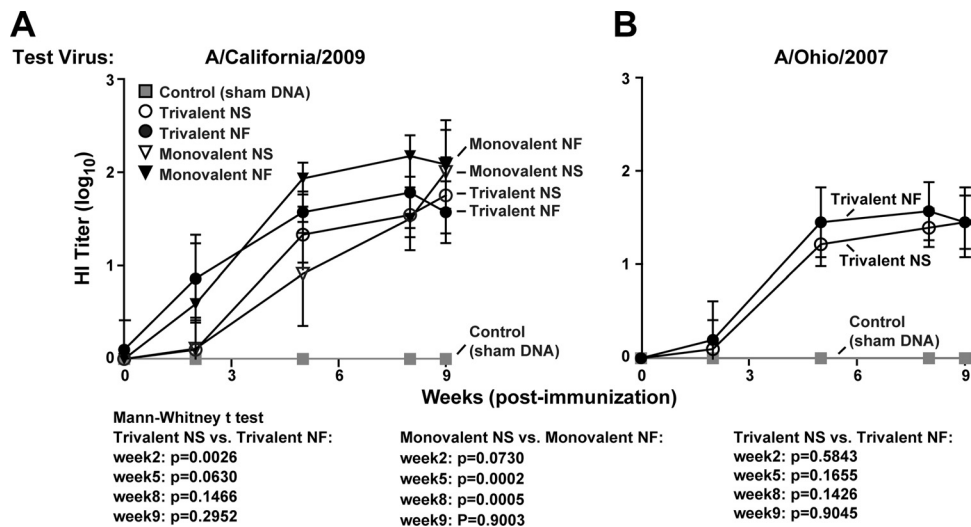 A
B
Test Virus:
A/California/2009
A/Ohio/2007
HI Titer (log10)
3
2
1
0
Control (sham DNA)
Trivalent NS
Trivalent NF
Monovalent NS
Monovalent NF
Monovalent NF
Monovalent NS
Trivalent NS
Trivalent NF
Control
(sham DNA)
0
3
6
9
3
2
1
0
Trivalent NF
Trivalent NS
Control
(sham DNA)
0
3
6
9
Weeks (post-immunization)
Mann-Whitney t test
Trivalent NS vs. Trivalent NF:
week2: p=0.0026
week5: p=0.0630
week8: p=0.1466
week9: p=0.2952
Monovalent NS vs. Monovalent NF:
week2: p=0.0730
week5: p=0.0002
week8: p=0.0005
week9: P=0.9003
Trivalent NS vs. Trivalent NF:
week2: p=0.5843
week5: p=0.1655
week8: p=0.1426
week9: p=0.9045